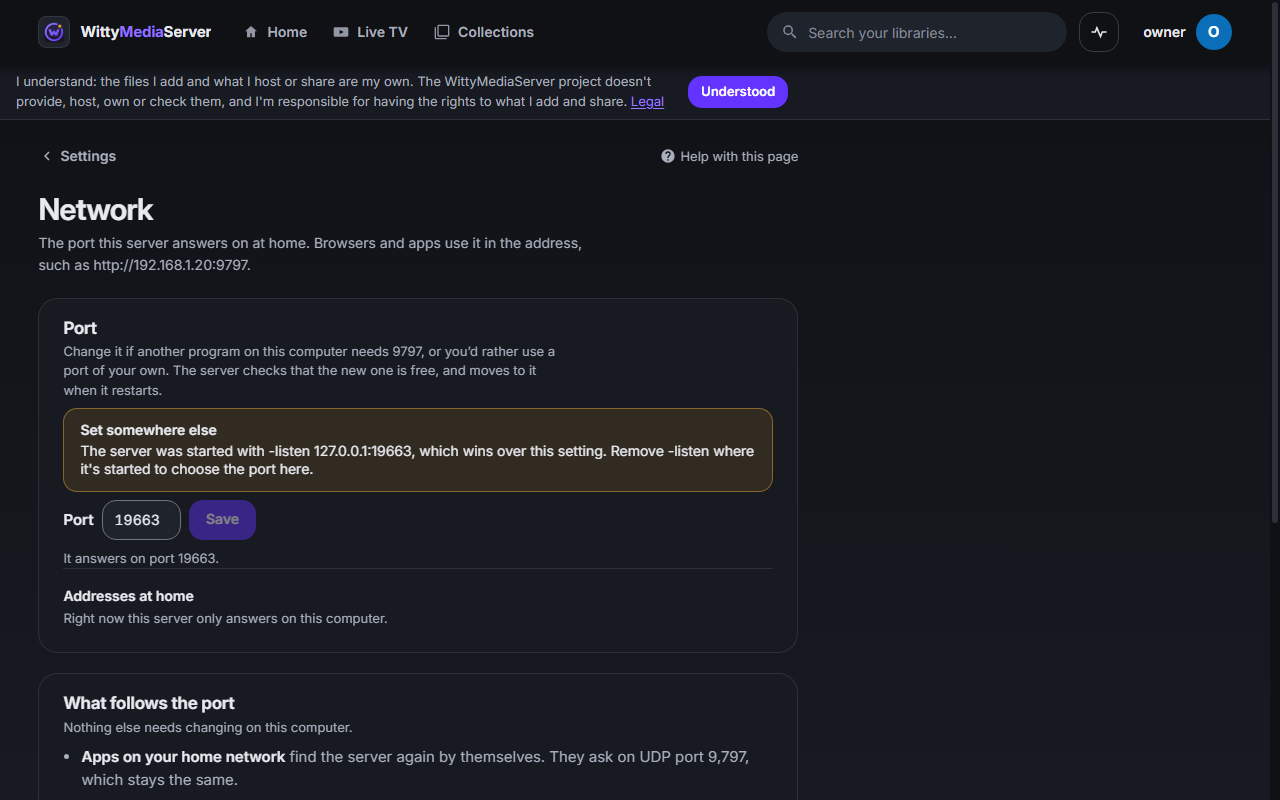 WittyMediaServer
Home
Live TV
Collections
Search your libraries...
owner
O
I understand: the files I add and what I host or share are my own. The WittyMediaServer project doesn't
provide, host, own or check them, and I'm responsible for having the rights to what I add and share. Legal
Understood
Settings
Help with this page
Network
The port this server answers on at home. Browsers and apps use it in the address,
such as http://192.168.1.20:9797.
Port
Change it if another program on this computer needs 9797, or you’d rather use a
port of your own. The server checks that the new one is free, and moves to it
when it restarts.
Set somewhere else
The server was started with -listen 127.0.0.1:19663, which wins over this setting. Remove -listen where
it's started to choose the port here.
Port
19663
Save
It answers on port 19663.
Addresses at home
Right now this server only answers on this computer.
What follows the port
Nothing else needs changing on this computer.
• Apps on your home network find the server again by themselves. They ask on UDP port 9,797,
which stays the same.